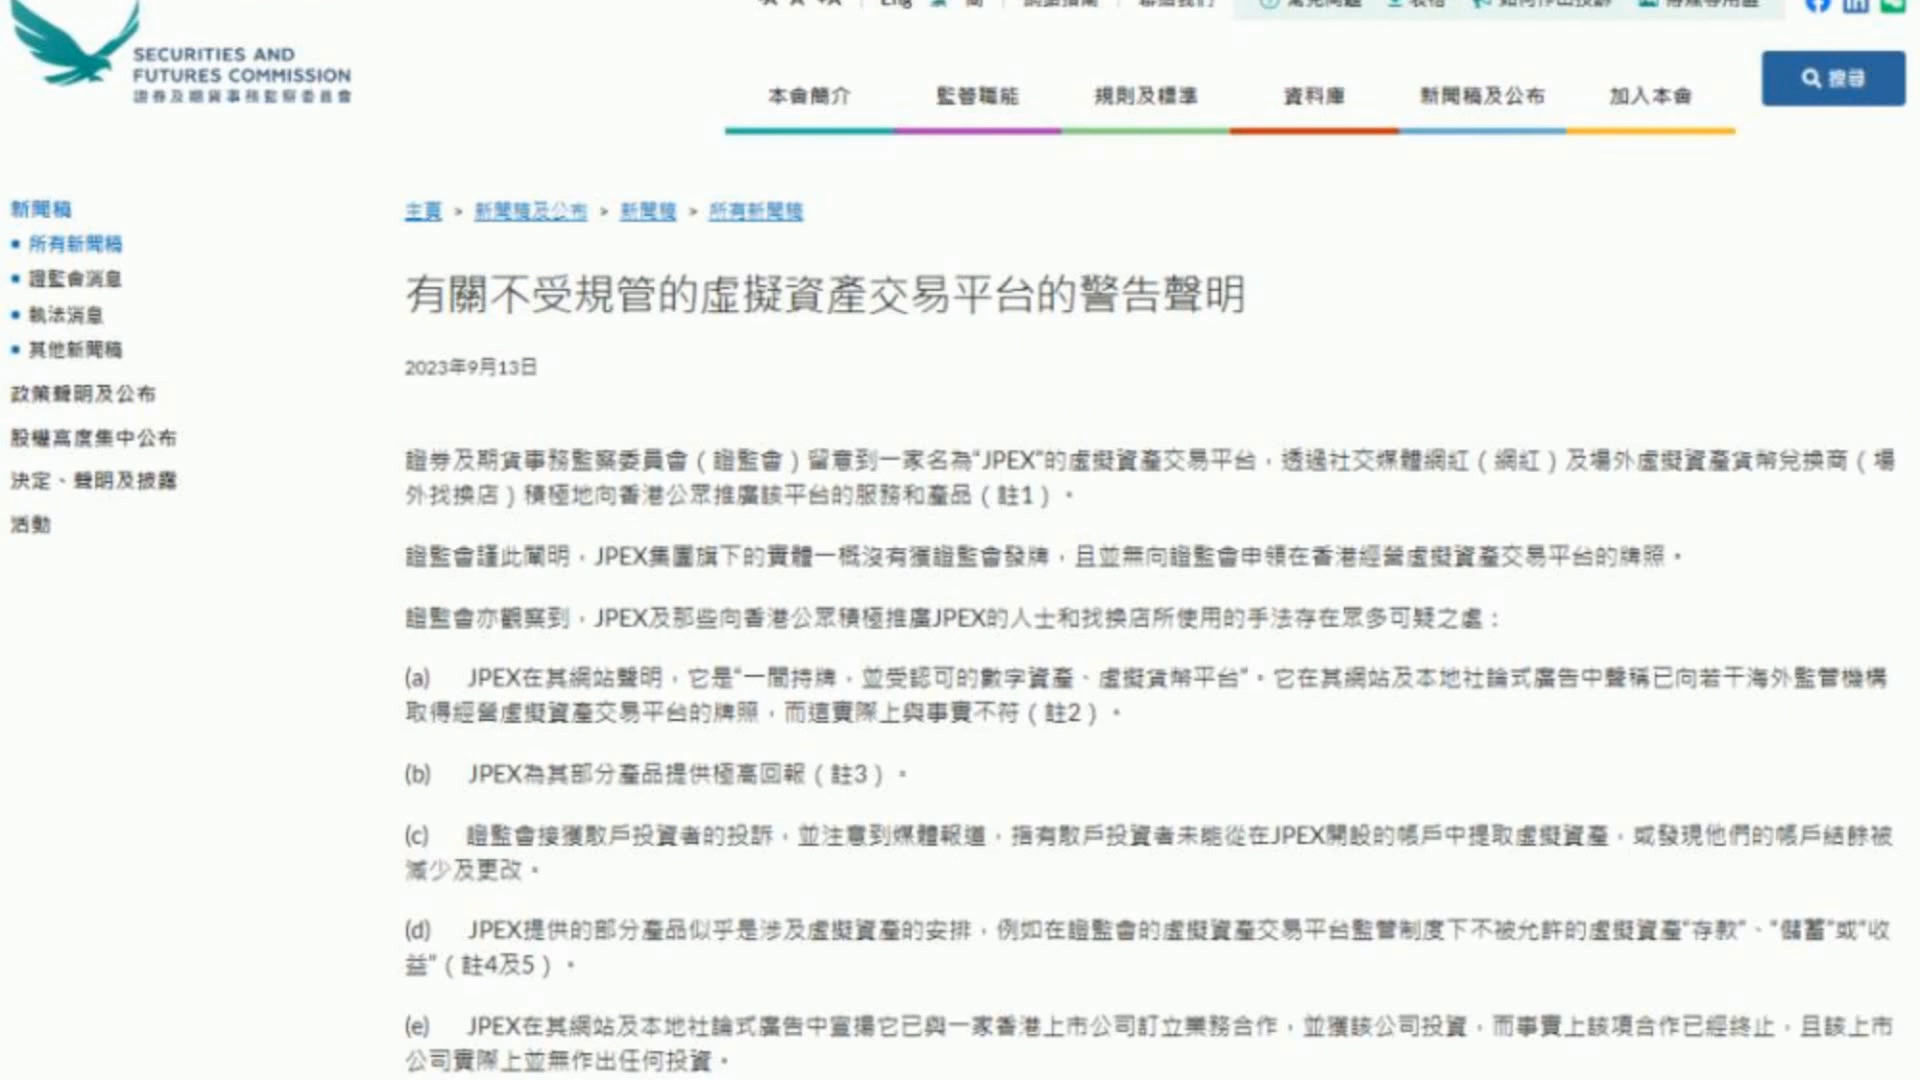 Eng 繁 簡
SECURITIES AND
FUTURES COMMISSION
證券及期貨事務監察委員會
本會簡介 監管職能 規則及標準 資料庫 新聞稿及公布 加入本會
搜尋
新聞稿
所有新聞稿
證監會消息
執法消息
其他新聞稿
政策聲明及公布
股權高度集中公布
決定、聲明及披露
活動
主頁 > 新聞稿及公布 > 新聞稿 > 所有新聞稿
有關不受規管的虛擬資產交易平台的警告聲明
2023年9月13日
證券及期貨事務監察委員會（證監會）留意到一家名為“JPEX”的虛擬資產交易平台，透過社交媒體網紅（網紅）及場外虛擬資產貨幣兌換商（場
外找換店）積極地向香港公眾推廣該平台的服務和產品（註1）。
證監會謹此闡明，JPEX集團旗下的實體一概沒有獲證監會發牌，且並無向證監會申領在香港經營虛擬資產交易平台的牌照。
證監會亦觀察到，JPEX及那些向香港公眾積極推廣JPEX的人士和找換店所使用的手法存在眾多可疑之處：
(a) JPEX在其網站聲明，它是“一間持牌，並受認可的數字資產、虛擬貨幣平台”。它在其網站及本地社論式廣告中聲稱已向若干海外監管機構
取得經營虛擬資產交易平台的牌照，而這實際上與事實不符（註2）。
(b) JPEX為其部分產品提供極高回報（註3）。
(c) 證監會接獲散戶投資者的投訴，並注意到媒體報道，指有散戶投資者未能從在JPEX開設的帳戶中提取虛擬資產，或發現他們的帳戶結餘被
減少及更改。
(d) JPEX提供的部分產品似乎是涉及虛擬資產的安排，例如在證監會的虛擬資產交易平台監管制度下不被允許的虛擬資產“存款”、“儲蓄”或“收
益”（註4及5）。
(e) JPEX在其網站及本地社論式廣告中宣揚它已與一家香港上市公司訂立業務合作，並獲該公司投資，而事實上該項合作已經終止，且該上市
公司實際上並無作出任何投資。